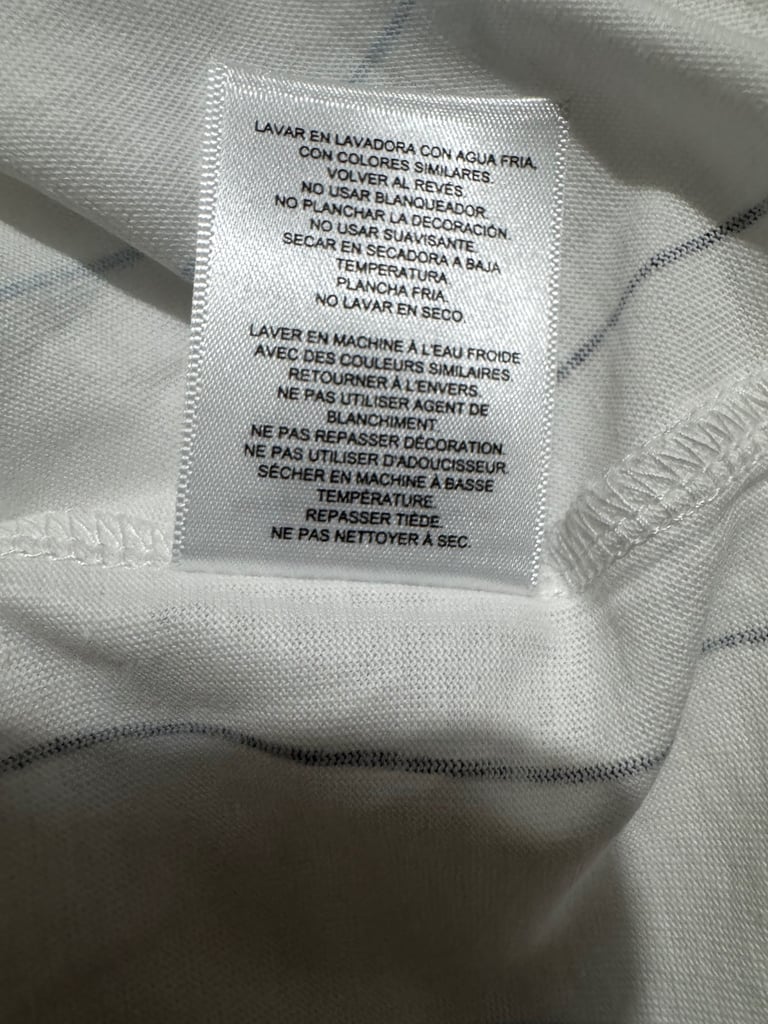 LAVAR EN LAVADORA CON AGUA FRIA,
CON COLORES SIMILARES.
VOLVER AL REVÉS.
NO USAR BLANQUEADOR.
NO PLANCHAR LA DECORACIÓN.
NO USAR SUAVISANTE.
SECAR EN SECADORA A BAJA
TEMPERATURA.
PLANCHA FRIA.
NO LAVAR EN SECO.
LAVER EN MACHINE À L'EAU FROIDE
AVEC DES COULEURS SIMILAIRES.
RETOURNER À L'ENVERS.
NE PAS UTILISER AGENT DE
BLANCHIMENT.
NE PAS REPASSER DÉCORATION.
NE PAS UTILISER D'ADOUCISSEUR.
SÉCHER EN MACHINE À BASSE
TEMPÉRATURE.
REPASSER TIÈDE.
NE PAS NETTOYER À SEC.